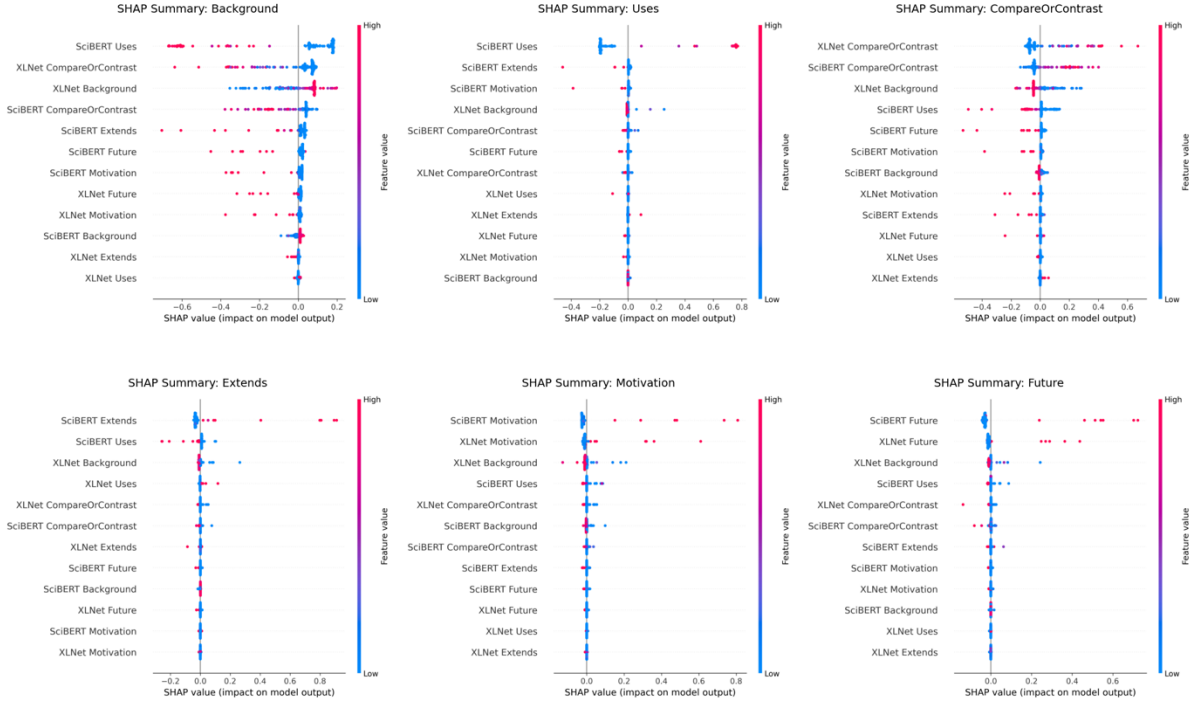 SHAP Summary: Background
High
SciBERT Uses
XLNet CompareOrContrast
XLNet Background
SciBERT CompareOrContrast
SciBERT Extends
SciBERT Future
SciBERT Motivation
XLNet Future
XLNet Motivation
SciBERT Background
XLNet Extends
XLNet Uses
Feature value
Low
−0.6 −0.4 −0.2 0.0 0.2
SHAP value (impact on model output)
SHAP Summary: Uses
High
SciBERT Uses
SciBERT Extends
SciBERT Motivation
XLNet Background
SciBERT CompareOrContrast
SciBERT Future
XLNet CompareOrContrast
XLNet Uses
XLNet Extends
XLNet Future
XLNet Motivation
SciBERT Background
Feature value
Low
−0.4 −0.2 0.0 0.2 0.4 0.6 0.8
SHAP value (impact on model output)
SHAP Summary: CompareOrContrast
High
XLNet CompareOrContrast
SciBERT CompareOrContrast
XLNet Background
SciBERT Uses
SciBERT Future
SciBERT Motivation
SciBERT Background
XLNet Motivation
SciBERT Extends
XLNet Future
XLNet Uses
XLNet Extends
Feature value
Low
−0.6 −0.4 −0.2 0.0 0.2 0.4 0.6
SHAP value (impact on model output)
SHAP Summary: Extends
High
SciBERT Extends
SciBERT Uses
XLNet Background
XLNet Uses
XLNet CompareOrContrast
SciBERT CompareOrContrast
XLNet Extends
SciBERT Future
SciBERT Background
XLNet Future
SciBERT Motivation
XLNet Motivation
Feature value
Low
−0.2 0.0 0.2 0.4 0.6 0.8
SHAP value (impact on model output)
SHAP Summary: Motivation
High
SciBERT Motivation
XLNet Motivation
XLNet Background
SciBERT Uses
XLNet CompareOrContrast
SciBERT Background
SciBERT CompareOrContrast
SciBERT Extends
SciBERT Future
XLNet Future
XLNet Uses
XLNet Extends
Feature value
Low
0.0 0.2 0.4 0.6 0.8
SHAP value (impact on model output)
SHAP Summary: Future
High
SciBERT Future
XLNet Future
XLNet Background
SciBERT Uses
XLNet CompareOrContrast
SciBERT CompareOrContrast
SciBERT Extends
SciBERT Motivation
XLNet Motivation
SciBERT Background
XLNet Uses
XLNet Extends
Feature value
Low
0.0 0.2 0.4 0.6
SHAP value (impact on model output)